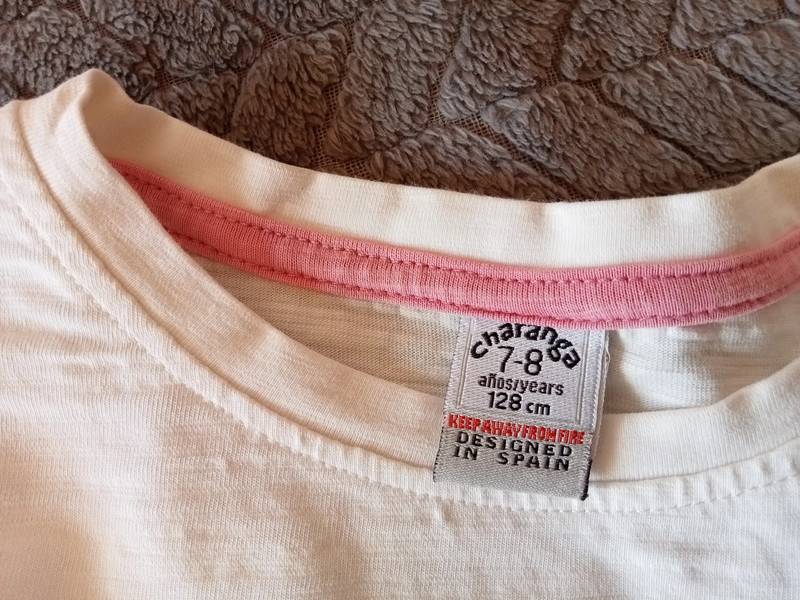 charanga
7-8
años/years
128 cm
KEEP AWAY FROM FIRE
DESIGNED
IN SPAIN